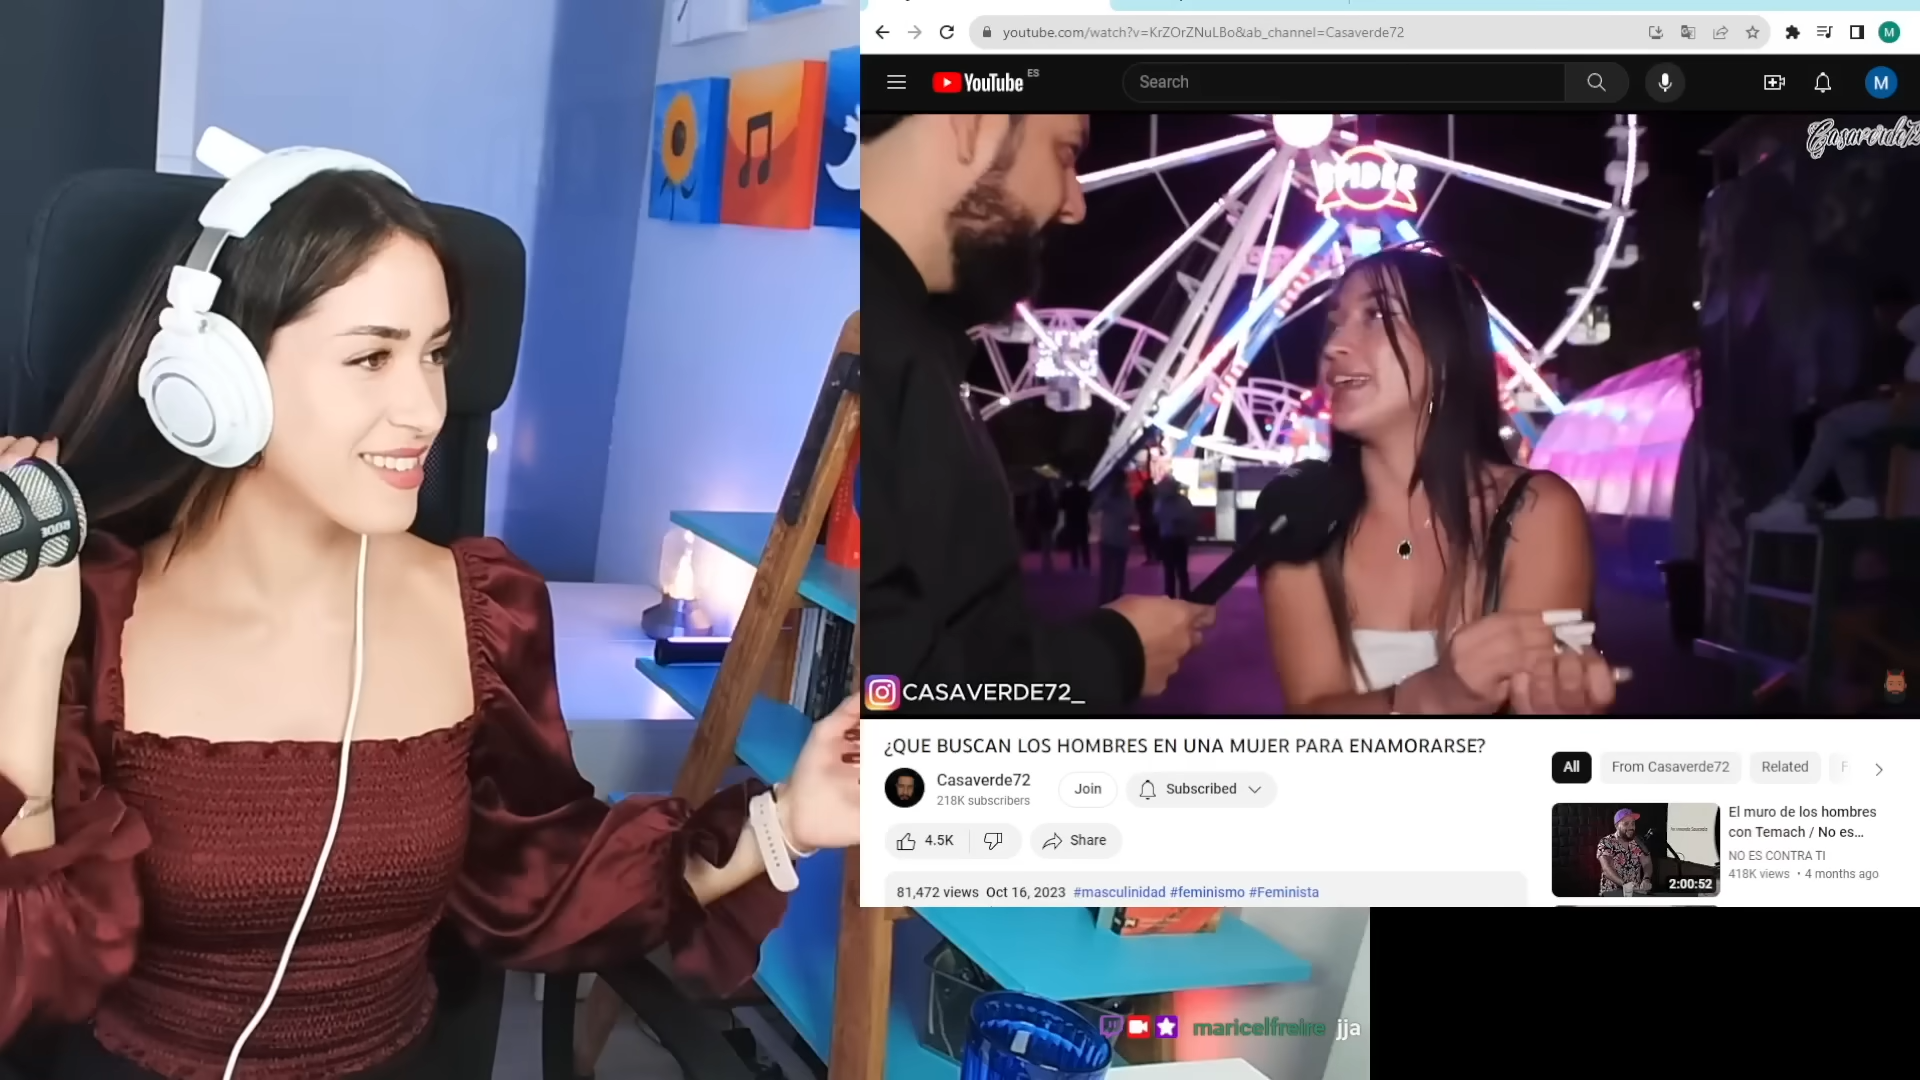 youtube.com/watch?v=KrZOrZNuLBo&ab_channel=Casaverde72
M
YouTube ES
Search
M
Casaverde72
SPIDER
RODE
CASAVERDE72_
¿QUE BUSCAN LOS HOMBRES EN UNA MUJER PARA ENAMORARSE?
Casaverde72
218K subscribers
Join
Subscribed
4.5K
Share
81,472 views Oct 16, 2023 #masculinidad #feminismo #Feminista
All
From Casaverde72
Related
El muro de los hombres
con Temach / No es...
NO ES CONTRA TI
418K views • 4 months ago
2:00:52
maricelfreire jja